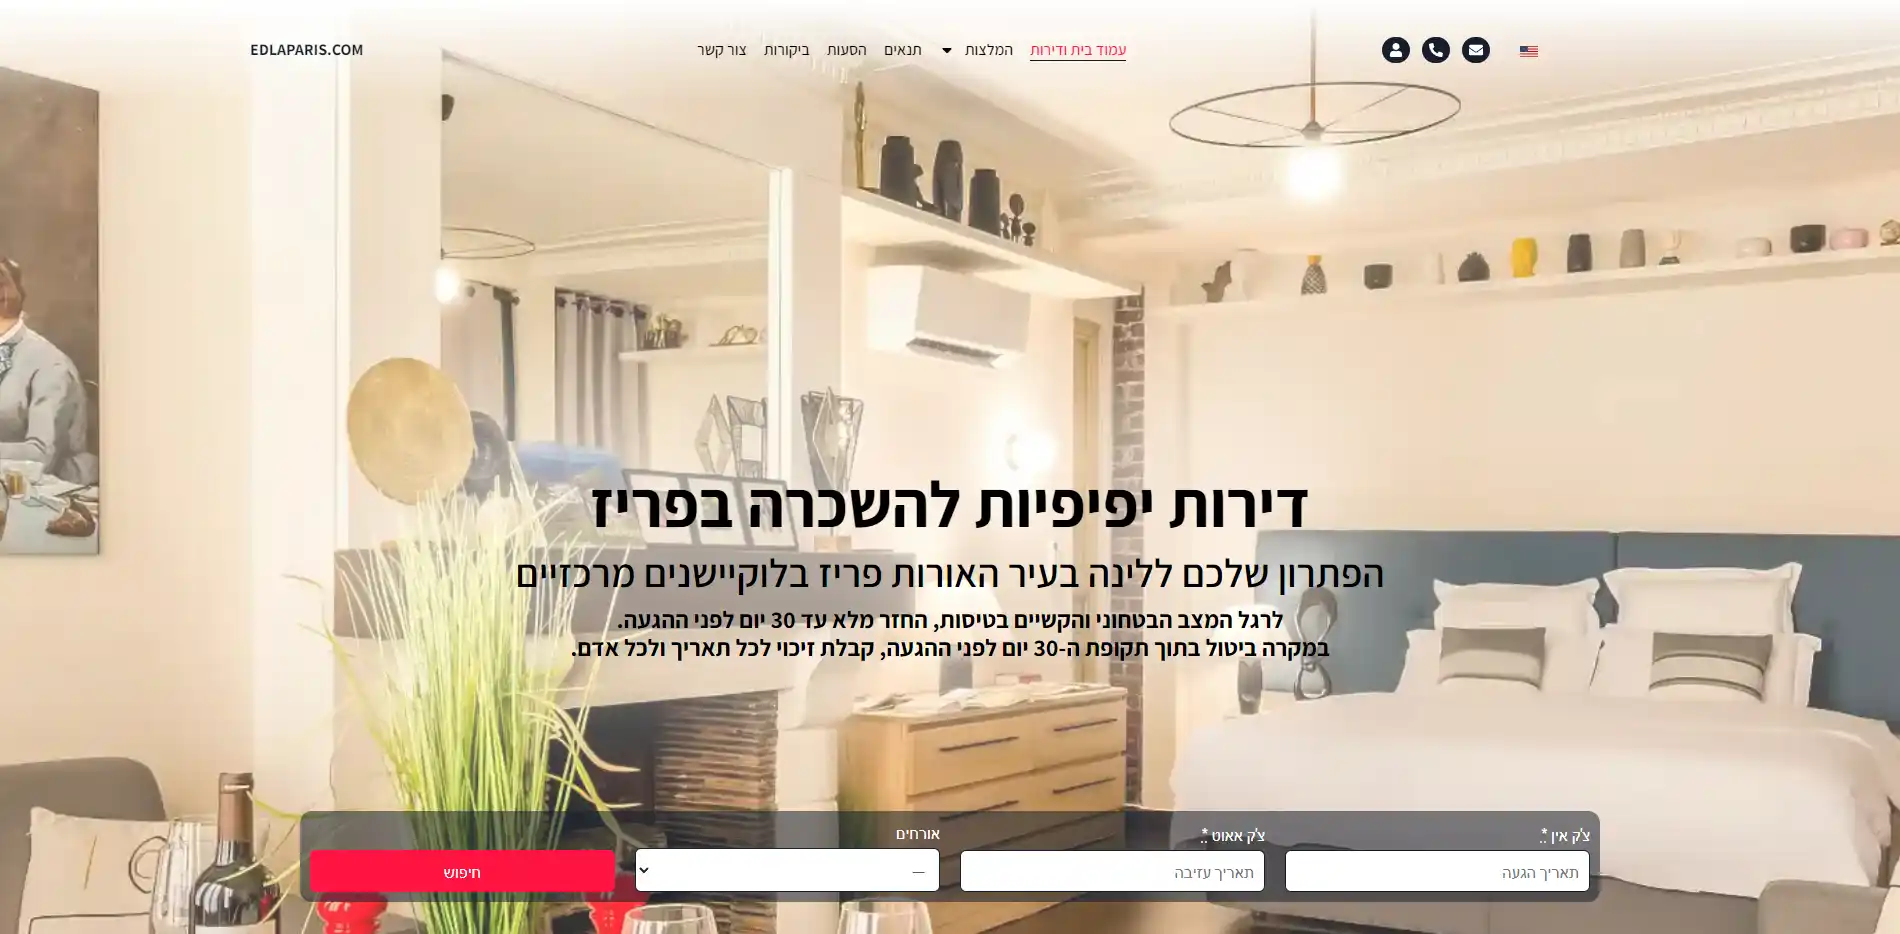 EDLAPARIS.COM
עמוד בית ודירות
המלצות
תנאים
הסעות
ביקורות
צור קשר
דירות יפיפיות להשכרה בפריז
הפתרון שלכם ללינה בעיר האורות פריז בלוקיישנים מרכזיים
לרגל המצב הבטחוני והקשיים בטיסות, החזר מלא עד 30 יום לפני ההגעה.
במקרה ביטול בתוך תקופת ה-30 יום לפני ההגעה, קבלת זיכוי לכל תאריך ולכל אדם.
צ'ק אין * :
תאריך הגעה
צ'ק אאוט * :
תאריך עזיבה
אורחים
—
חיפוש